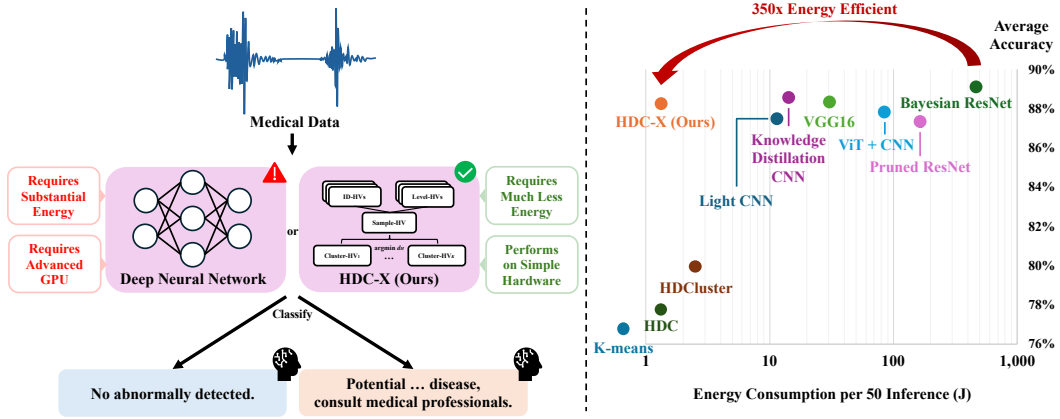 Medical Data
Requires
Substantial
Energy
Requires
Advanced
GPU
Deep Neural Network
or
ID-HVs
Level-HVs
Sample-HV
argmin de
Cluster-HV1
...
Cluster-HVK
HDC-X (Ours)
Requires
Much Less
Energy
Performs
on Simple
Hardware
Classify
No abnormally detected.
Potential ... disease,
consult medical professionals.
350x Energy Efficient
Average
Accuracy
90%
88%
86%
84%
82%
80%
78%
76%
HDC-X (Ours)
Bayesian ResNet
VGG16
Knowledge
Distillation
CNN
ViT + CNN
Pruned ResNet
Light CNN
HDCluster
HDC
K-means
1
10
100
1,000
Energy Consumption per 50 Inference (J)